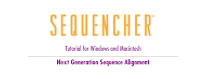 SEQUENCHER®
Tutorial for Windows and Macintosh
Next Generation Sequence Alignment